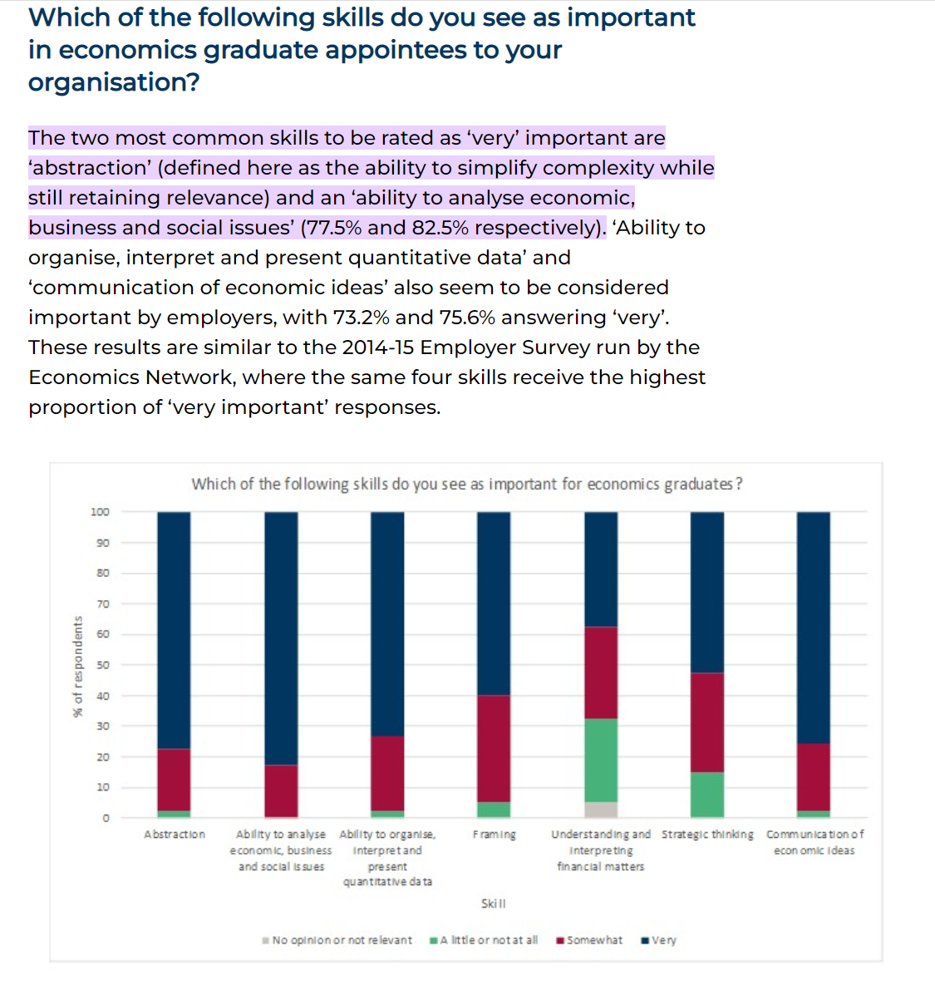 Which of the following skills do you see as important
in economics graduate appointees to your
organisation?
The two most common skills to be rated as ‘very’ important are
‘abstraction’ (defined here as the ability to simplify complexity while
still retaining relevance) and an ‘ability to analyse economic,
business and social issues’ (77.5% and 82.5% respectively). ‘Ability to
organise, interpret and present quantitative data’ and
‘communication of economic ideas’ also seem to be considered
important by employers, with 73.2% and 75.6% answering ‘very’.
These results are similar to the 2014-15 Employer Survey run by the
Economics Network, where the same four skills receive the highest
proportion of ‘very important’ responses.
Which of the following skills do you see as important for economics graduates?
100
90
80
70
60
50
40
30
20
10
0
% of respondents
Abstraction
Ability to analyse
economic, business
and social issues
Ability to organise,
interpret and
present
quantitative data
Framing
Understanding and
interpreting
financial matters
Strategic thinking
Communication of
economic ideas
Skill
No opinion or not relevant
A little or not at all
Somewhat
Very